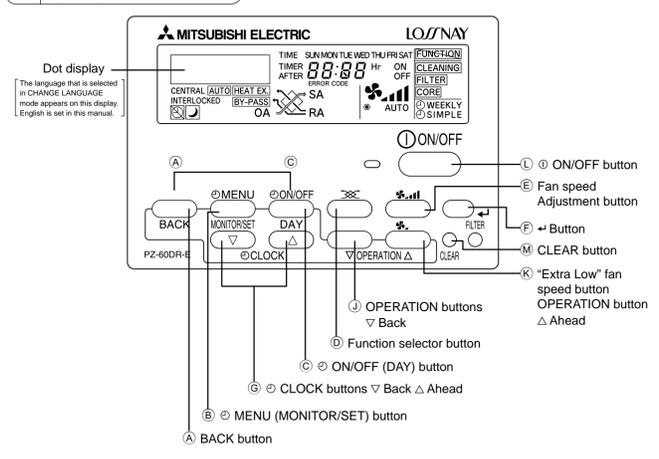 MITSUBISHI ELECTRIC
LOSSNAY
Dot display
The language that is selected
in CHANGE LANGUAGE
mode appears on this display.
English is set in this manual.
TIME SUN MON TUE WED THU FRI SAT
TIMER
AFTER
88:88 Hr
ON
OFF
ERROR CODE
FUNCTION
CLEANING
FILTER
CORE
WEEKLY
SIMPLE
CENTRAL AUTO HEAT EX.
INTERLOCKED BY-PASS
SA
OA
RA
AUTO
ON/OFF
A
C
MENU
ON/OFF
BACK
MONITOR/SET
DAY
FILTER
PZ-60DR-E
CLOCK
▽ OPERATION △
CLEAR
L ON/OFF button
E Fan speed
Adjustment button
F ↵ Button
M CLEAR button
K "Extra Low" fan
speed button
OPERATION button
△ Ahead
J OPERATION buttons
▽ Back
D Function selector button
C ON/OFF (DAY) button
G CLOCK buttons ▽ Back △ Ahead
B MENU (MONITOR/SET) button
A BACK button